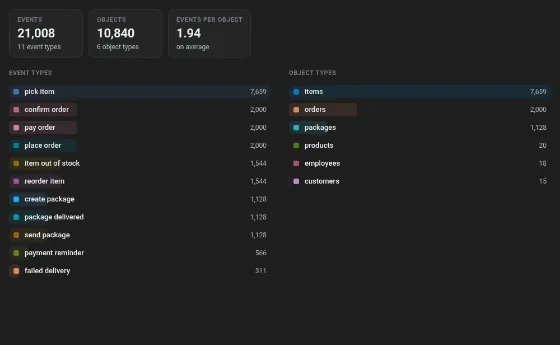 EVENTS
21,008
11 event types
OBJECTS
10,840
6 object types
EVENTS PER OBJECT
1.94
on average
EVENT TYPES
pick item 7,659
confirm order 2,000
pay order 2,000
place order 2,000
item out of stock 1,544
reorder item 1,544
create package 1,128
package delivered 1,128
send package 1,128
payment reminder 566
failed delivery 311
OBJECT TYPES
items 7,659
orders 2,000
packages 1,128
products 20
employees 18
customers 15